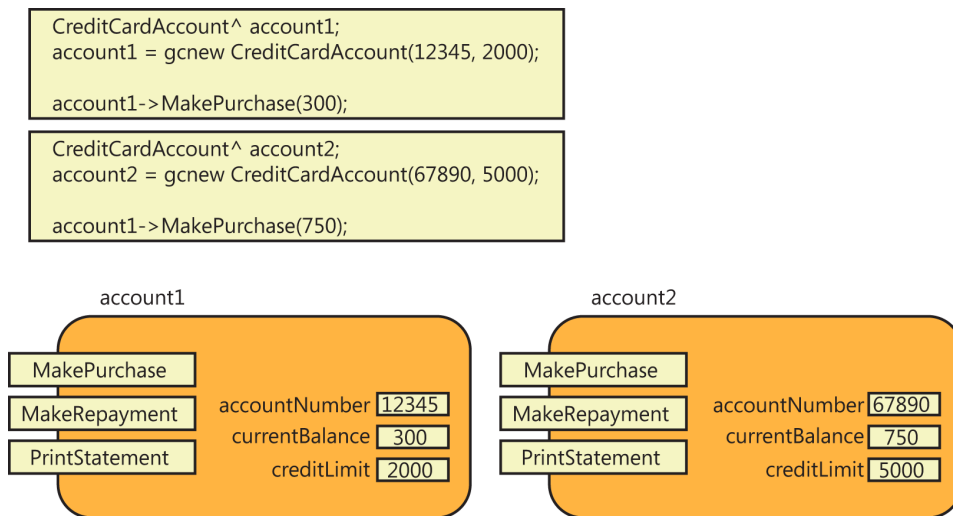 CreditCardAccount^ account1;
account1 = gcnew CreditCardAccount(12345, 2000);
account1->MakePurchase(300);
CreditCardAccount^ account2;
account2 = gcnew CreditCardAccount(67890, 5000);
account1->MakePurchase(750);
account1
MakePurchase
MakeRepayment
PrintStatement
accountNumber 12345
currentBalance 300
creditLimit 2000
account2
MakePurchase
MakeRepayment
PrintStatement
accountNumber 67890
currentBalance 750
creditLimit 5000